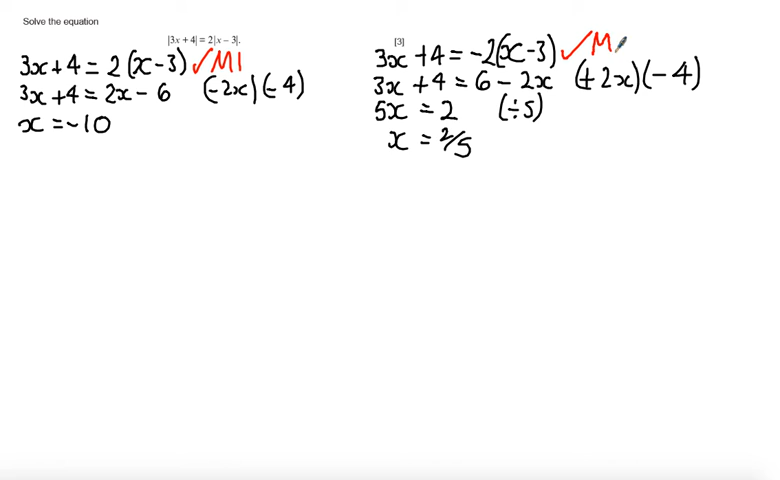 Solve the equation
|3x + 4| = 2|x − 3|.
[3]
3x + 4 = 2 (x − 3) ✓ M1
3x + 4 = 2x − 6 (−2x) (−4)
x = −10
3x + 4 = −2(x − 3) ✓ M
3x + 4 = 6 − 2x (+ 2x) (− 4)
5x = 2 (÷5)
x = 2/5